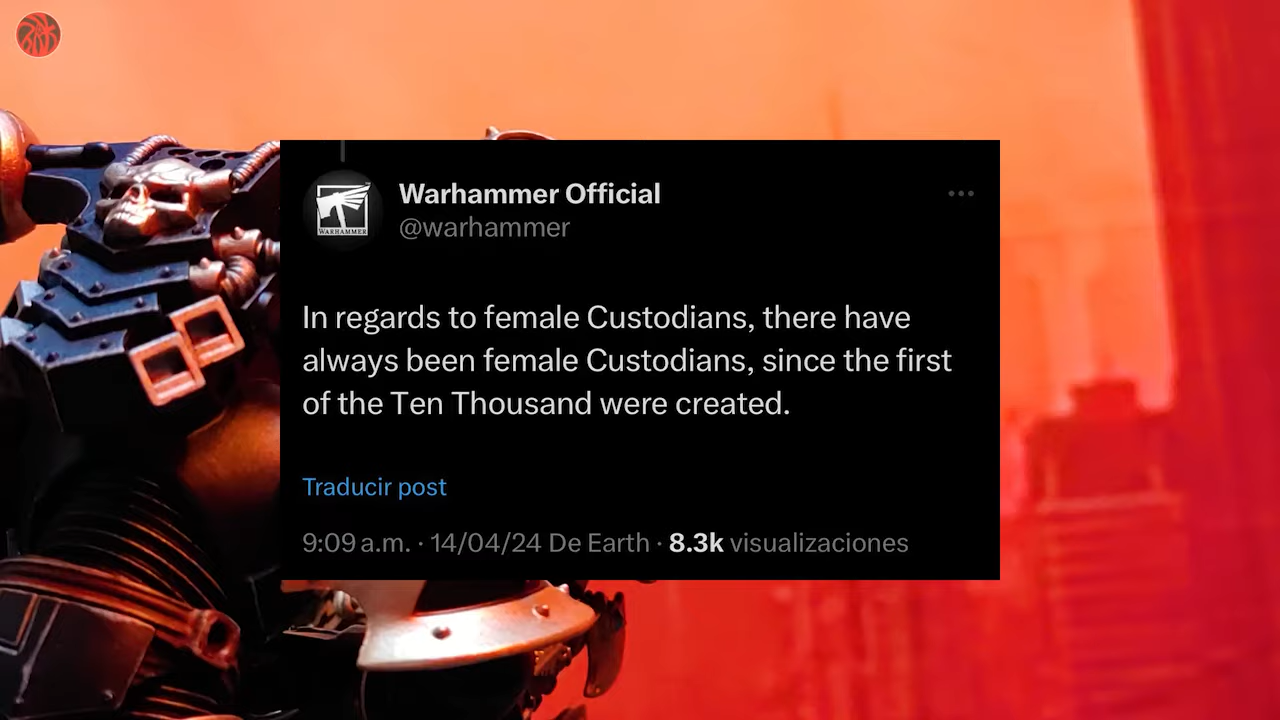 Warhammer Official
@warhammer
WARHAMMER
In regards to female Custodians, there have
always been female Custodians, since the first
of the Ten Thousand were created.
Traducir post
9:09 a.m. · 14/04/24 De Earth · 8.3k visualizaciones